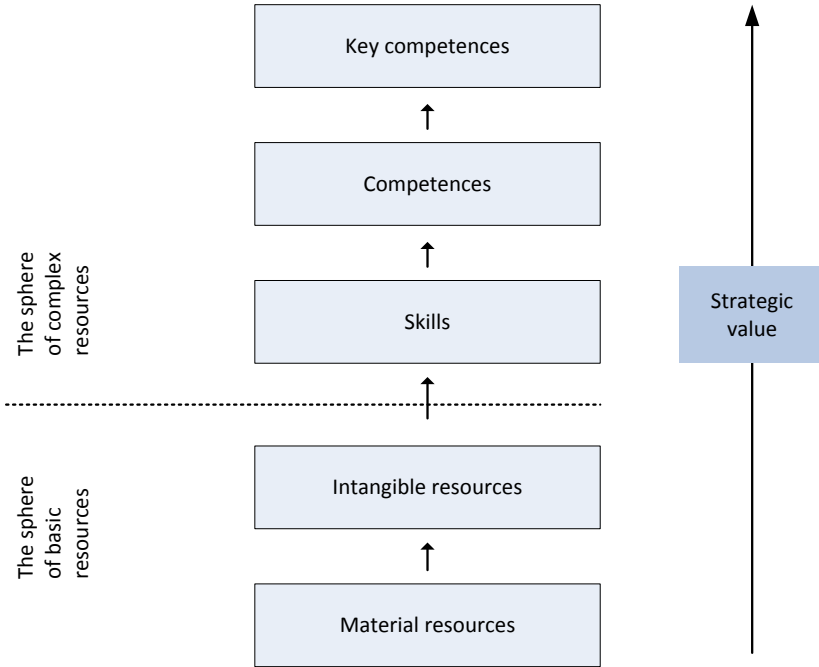 Key competences
Competences
The sphere
of complex
resources
Skills
Strategic
value
Intangible resources
The sphere
of basic
resources
Material resources